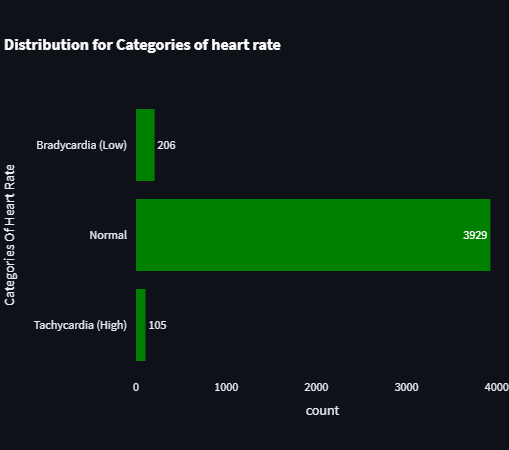 Distribution for Categories of heart rate
Categories Of Heart Rate
Bradycardia (Low) 206
Normal 3929
Tachycardia (High) 105
0 1000 2000 3000 4000
count